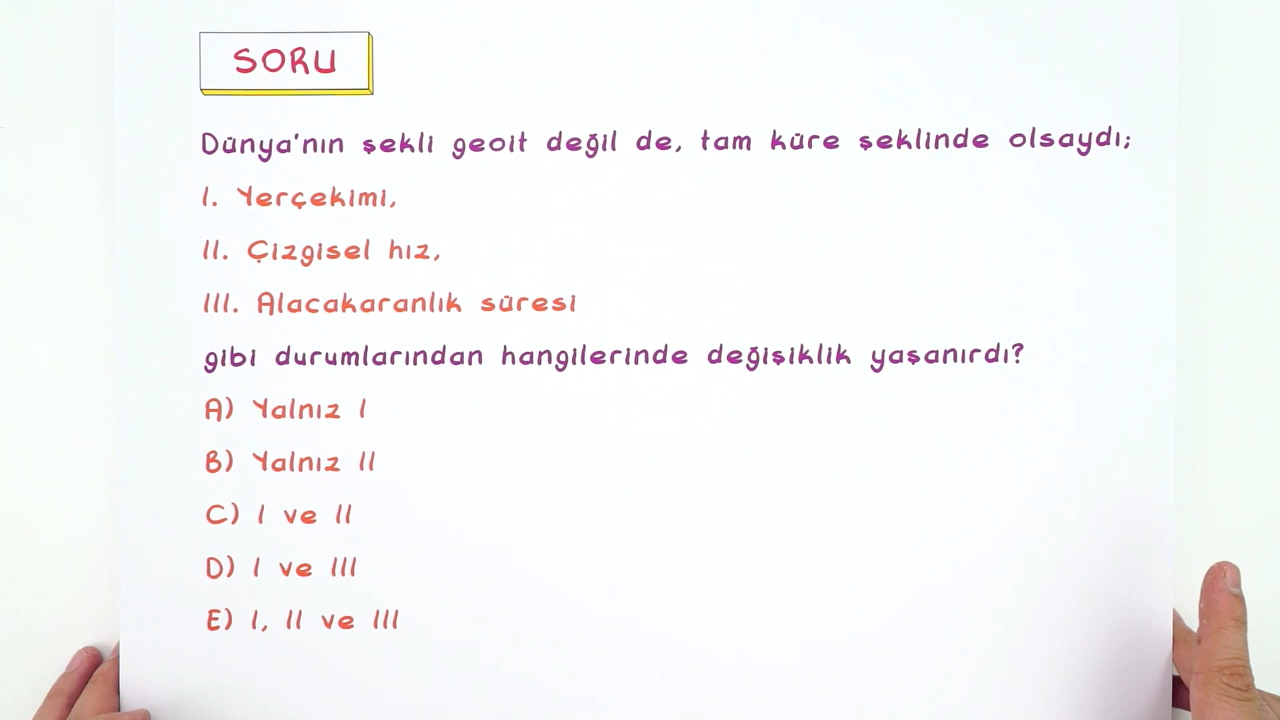 SORU
Dünya'nın şekli geoit değil de, tam küre şeklinde olsaydı;
I. Yerçekimi,
II. Çizgisel hız,
III. Alacakaranlık süresi
gibi durumlarından hangilerinde değişiklik yaşanırdı?
A) Yalnız I
B) Yalnız II
C) I ve II
D) I ve III
E) I, II ve III